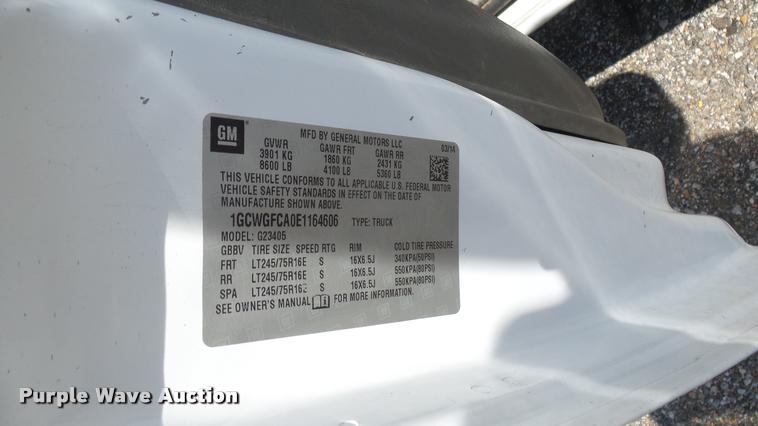 GM
MFD BY GENERAL MOTORS LLC
GVWR GAWR FRT GAWR RR 03/14
3901 KG 1860 KG 2431 KG
8600 LB 4100 LB 5360 LB
THIS VEHICLE CONFORMS TO ALL APPLICABLE U.S. FEDERAL MOTOR
VEHICLE SAFETY STANDARDS IN EFFECT ON THE DATE OF
MANUFACTURE SHOWN ABOVE.
1GCWGFCA0E1164606 TYPE: TRUCK
MODEL: G23405
GBBV TIRE SIZE SPEED RTG RIM COLD TIRE PRESSURE
FRT LT245/75R16E S 16X6.5J 340KPA(50PSI)
RR LT245/75R16E S 16X6.5J 550KPA(80PSI)
SPA LT245/75R16E S 16X6.5J 550KPA(80PSI)
SEE OWNER'S MANUAL FOR MORE INFORMATION.
Purple Wave Auction